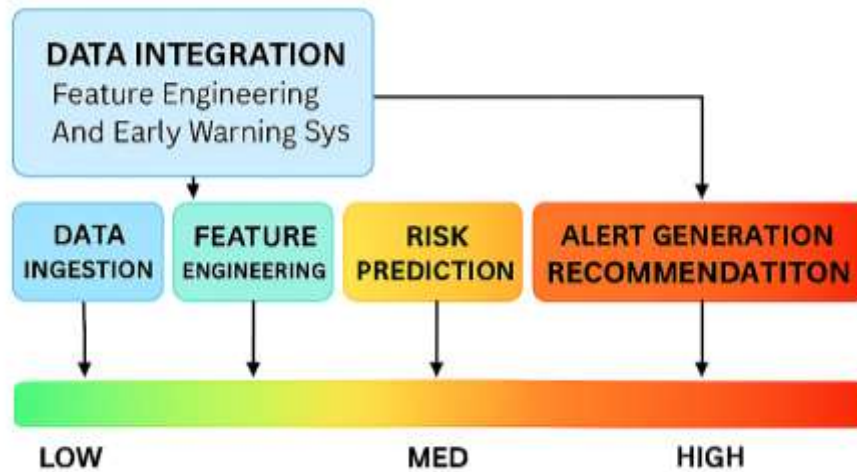 DATA INTEGRATION
Feature Engineering
And Early Warning Sys
DATA
INGESTION
FEATURE
ENGINEERING
RISK
PREDICTION
ALERT GENERATION
RECOMMENDATITON
LOW
MED
HIGH